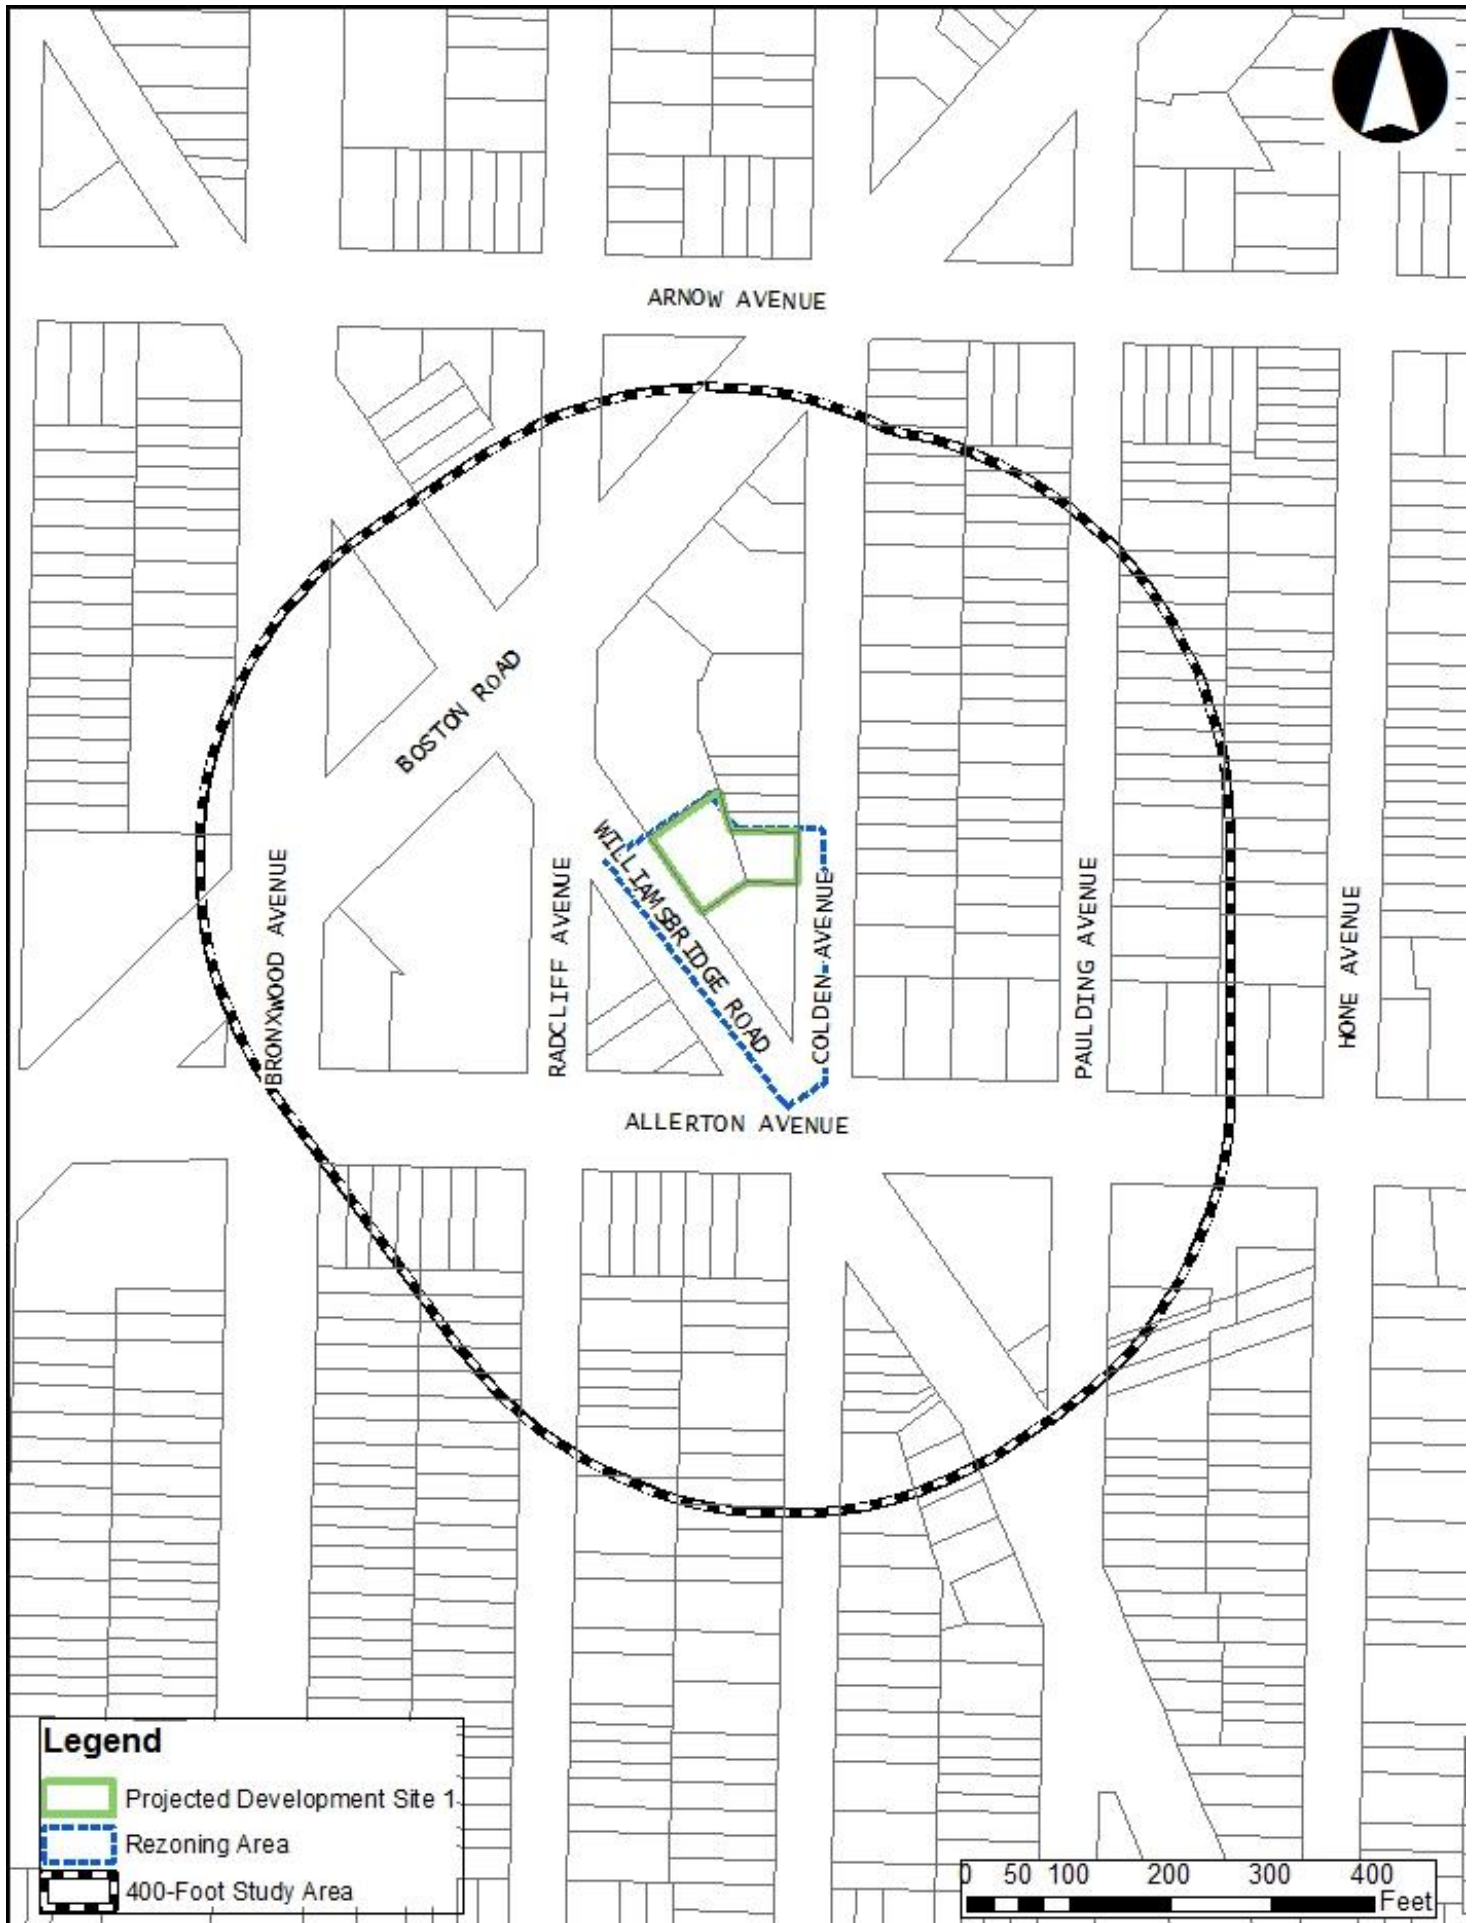 ARNOW AVENUE
BOSTON ROAD
WILLIAMSBRIDGE ROAD
BRONXWOOD AVENUE
RADCLIFF AVENUE
COLDEN AVENUE
PAULDING AVENUE
HONE AVENUE
ALLERTON AVENUE
Legend
Projected Development Site 1
Rezoning Area
400-Foot Study Area
0 50 100 200 300 400
Feet